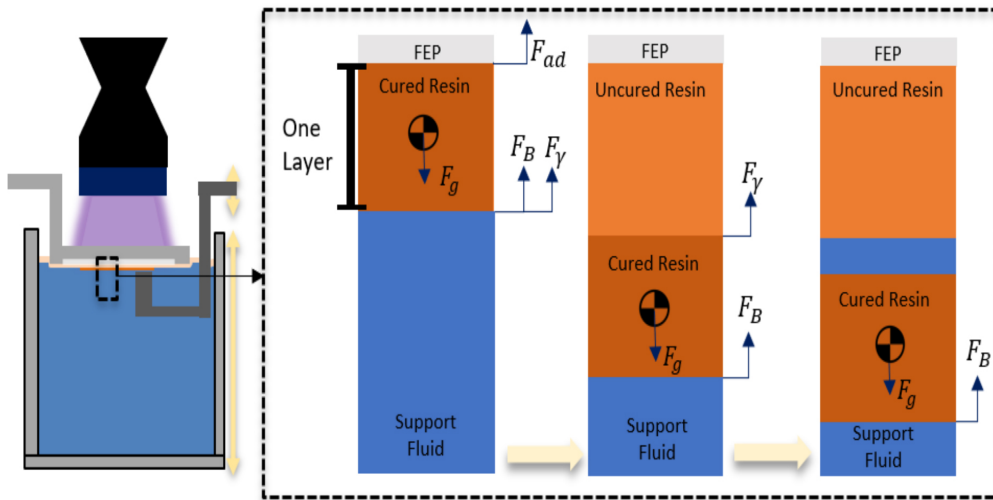 FEP
F_ad
Cured Resin
One
Layer
F_g
F_B F_γ
Support
Fluid
FEP
Uncured Resin
F_γ
Cured Resin
F_B
F_g
Support
Fluid
FEP
Uncured Resin
Cured Resin
F_B
F_g
Support
Fluid